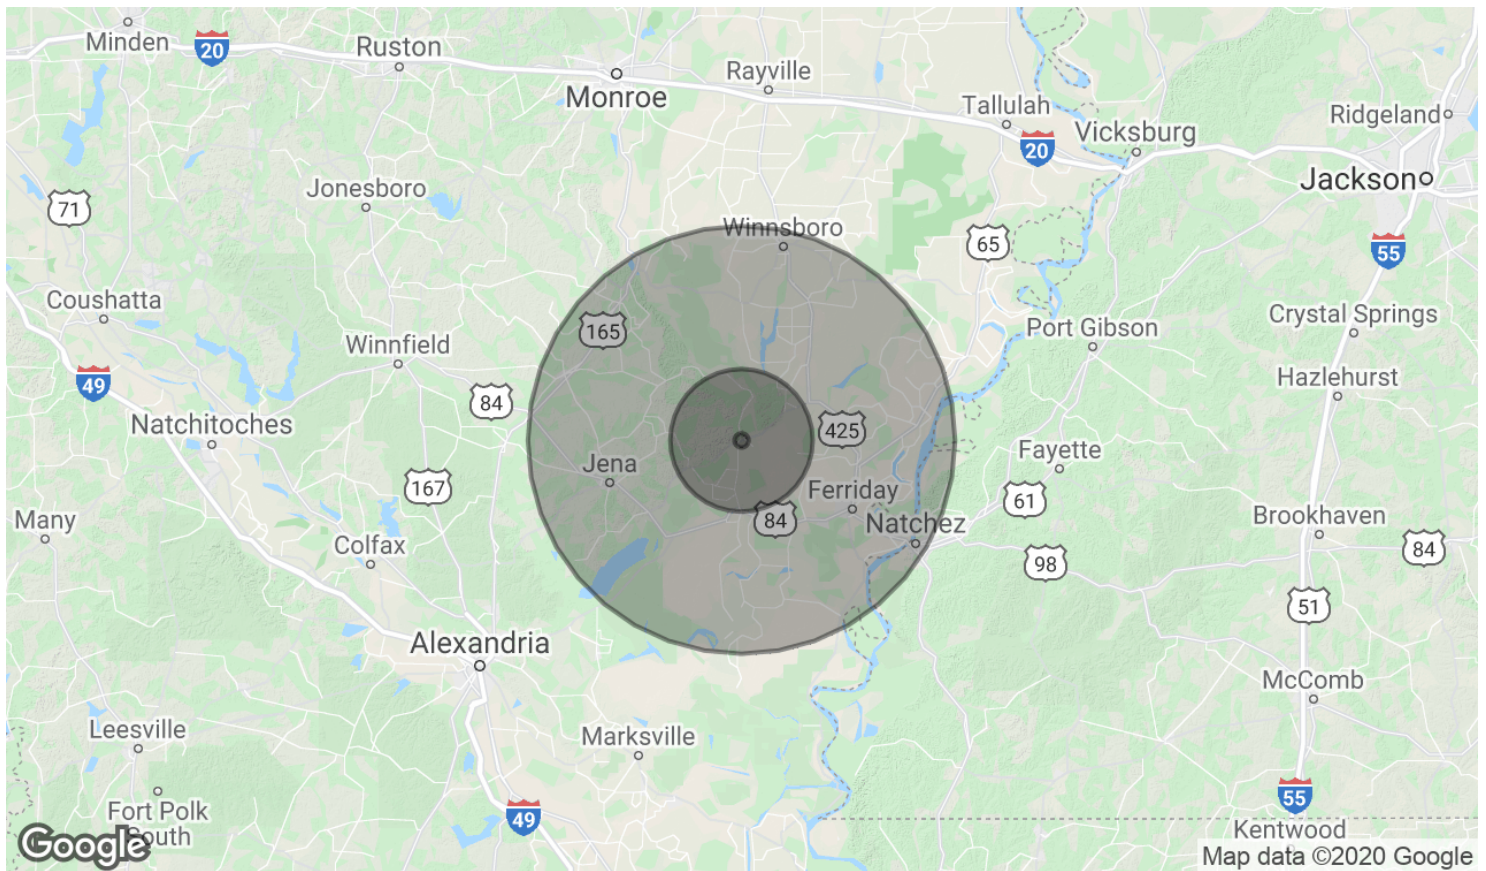 Minden
20
Ruston
Monroe
Rayville
Tallulah
20
Vicksburg
Ridgeland
Jackson
Jonesboro
71
Winnsboro
65
55
Coushatta
165
Port Gibson
Crystal Springs
Winnfield
49
84
Hazlehurst
Natchitoches
425
Jena
Fayette
167
Ferriday
61
Many
84
Natchez
Brookhaven
Colfax
98
84
51
Alexandria
McComb
Leesville
Marksville
Fort Polk
South
49
55
Kentwood
Google
Map data ©2020 Google